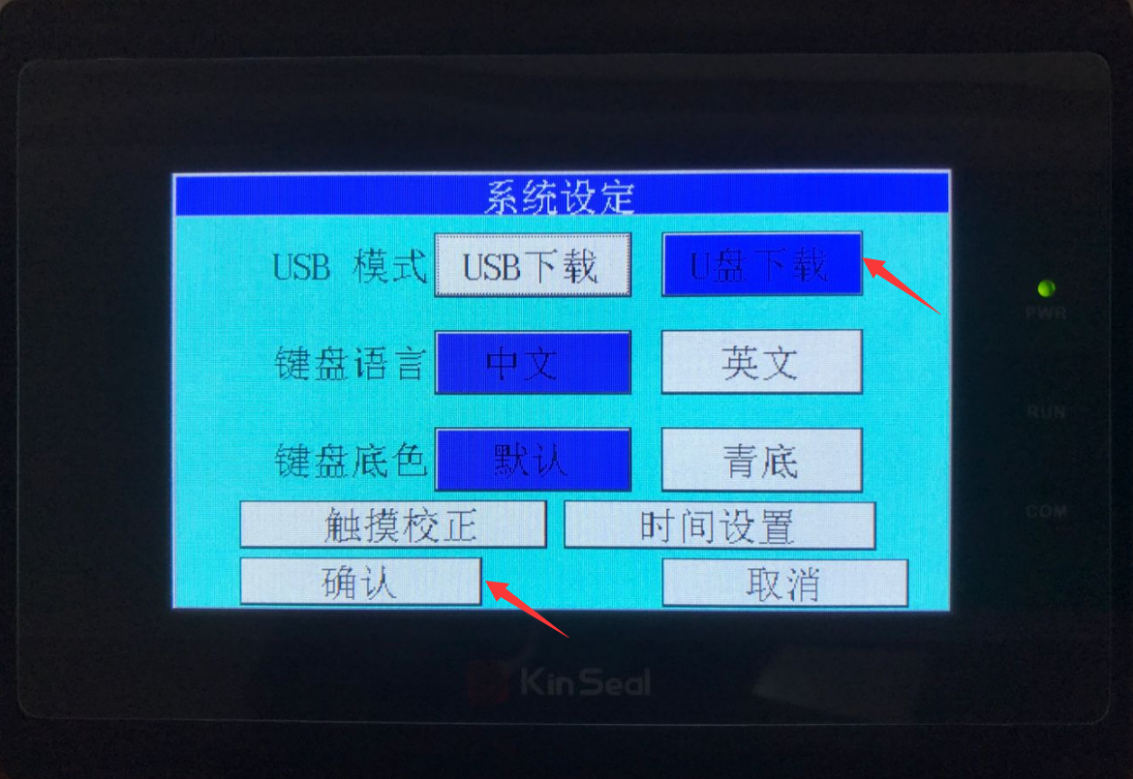 系统设定
USB 模式 USB下载 U盘下载
PWR
键盘语言 中文 英文
RUN
键盘底色 默认 青底
COM
触摸校正 时间设置
确认 取消
KinSeal